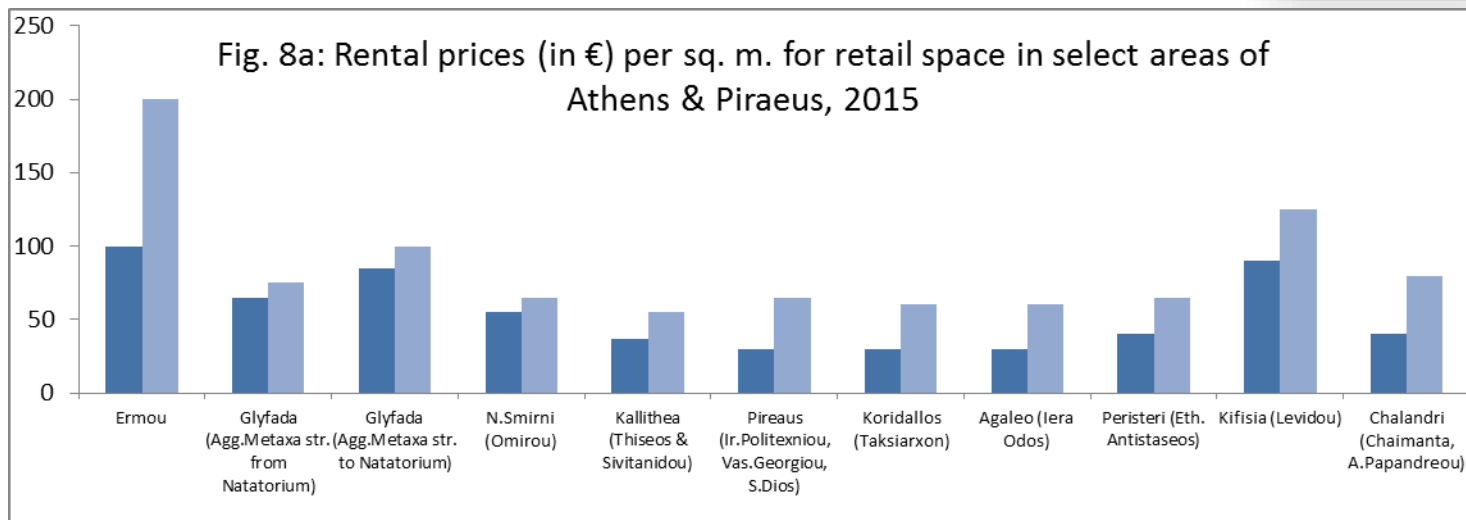 Fig. 8a: Rental prices (in €) per sq. m. for retail space in select areas of
Athens & Piraeus, 2015
250
200
150
100
50
0
Ermou
Glyfada
(Agg.Metaxa str.
from
Natatorium)
Glyfada
(Agg.Metaxa str.
to Natatorium)
N.Smirni
(Omirou)
Kallithea
(Thiseos &
Sivitanidou)
Pireaus
(Ir.Politexniou,
Vas.Georgiou,
S.Dios)
Koridallos
(Taksiarxon)
Agaleo (Iera
Odos)
Peristeri (Eth.
Antistaseos)
Kifisia (Levidou)
Chalandri
(Chaimanta,
A.Papandreou)